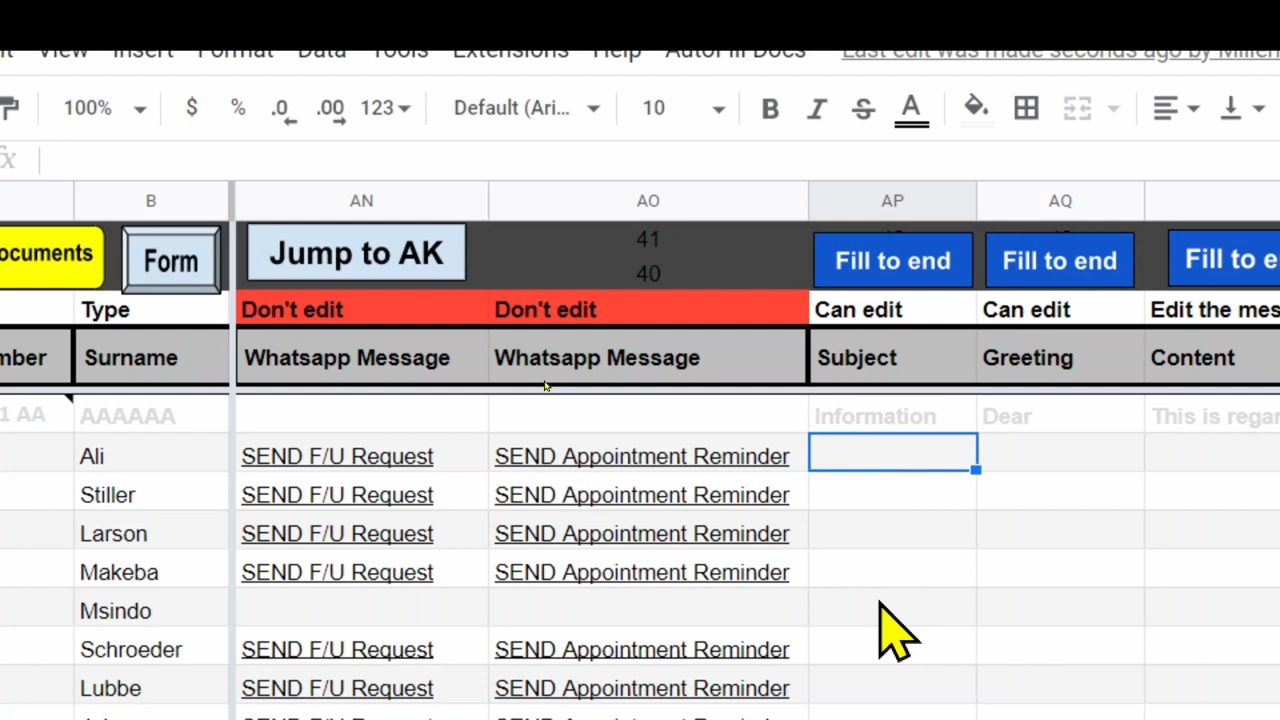 View Insert Format Data Tools Extensions Help AutoFill Docs Last edit was made seconds ago by
100% $ % .0 .00 123 Default (Ari... 10 B I S A
fx
B AN AO AP AQ
ocuments Form Jump to AK 41 Fill to end Fill to end Fill to e
40
Type Don't edit Don't edit Can edit Can edit Edit the mes
mber Surname Whatsapp Message Whatsapp Message Subject Greeting Content
1 AA AAAAAA Information Dear This is regar
Ali SEND F/U Request SEND Appointment Reminder
Stiller SEND F/U Request SEND Appointment Reminder
Larson SEND F/U Request SEND Appointment Reminder
Makeba SEND F/U Request SEND Appointment Reminder
Msindo
Schroeder SEND F/U Request SEND Appointment Reminder
Lubbe SEND F/U Request SEND Appointment Reminder